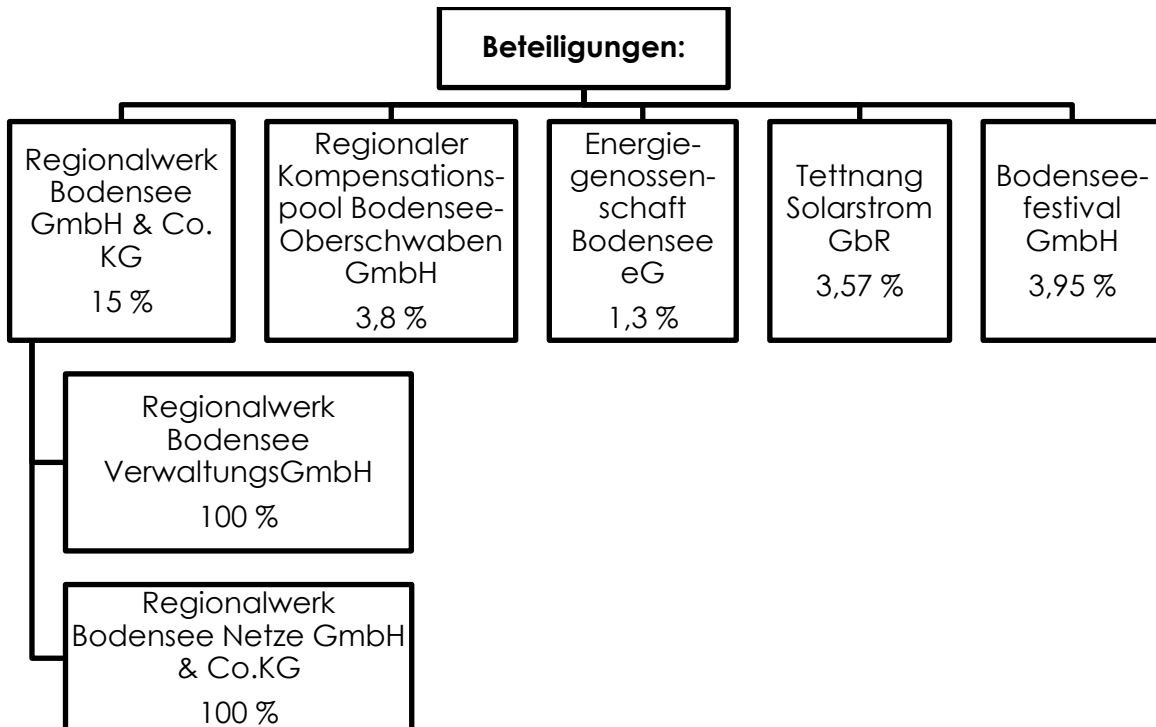 Beteiligungen:
Regionalwerk
Bodensee
GmbH & Co.
KG
15 %
Regionaler
Kompensations-
pool Bodensee-
Oberschwaben
GmbH
3,8 %
Energie-
genossen-
schaft
Bodensee
eG
1,3 %
Tettnang
Solarstrom
GbR
3,57 %
Bodensee-
festival
GmbH
3,95 %
Regionalwerk
Bodensee
VerwaltungsGmbH
100 %
Regionalwerk
Bodensee Netze GmbH
& Co.KG
100 %